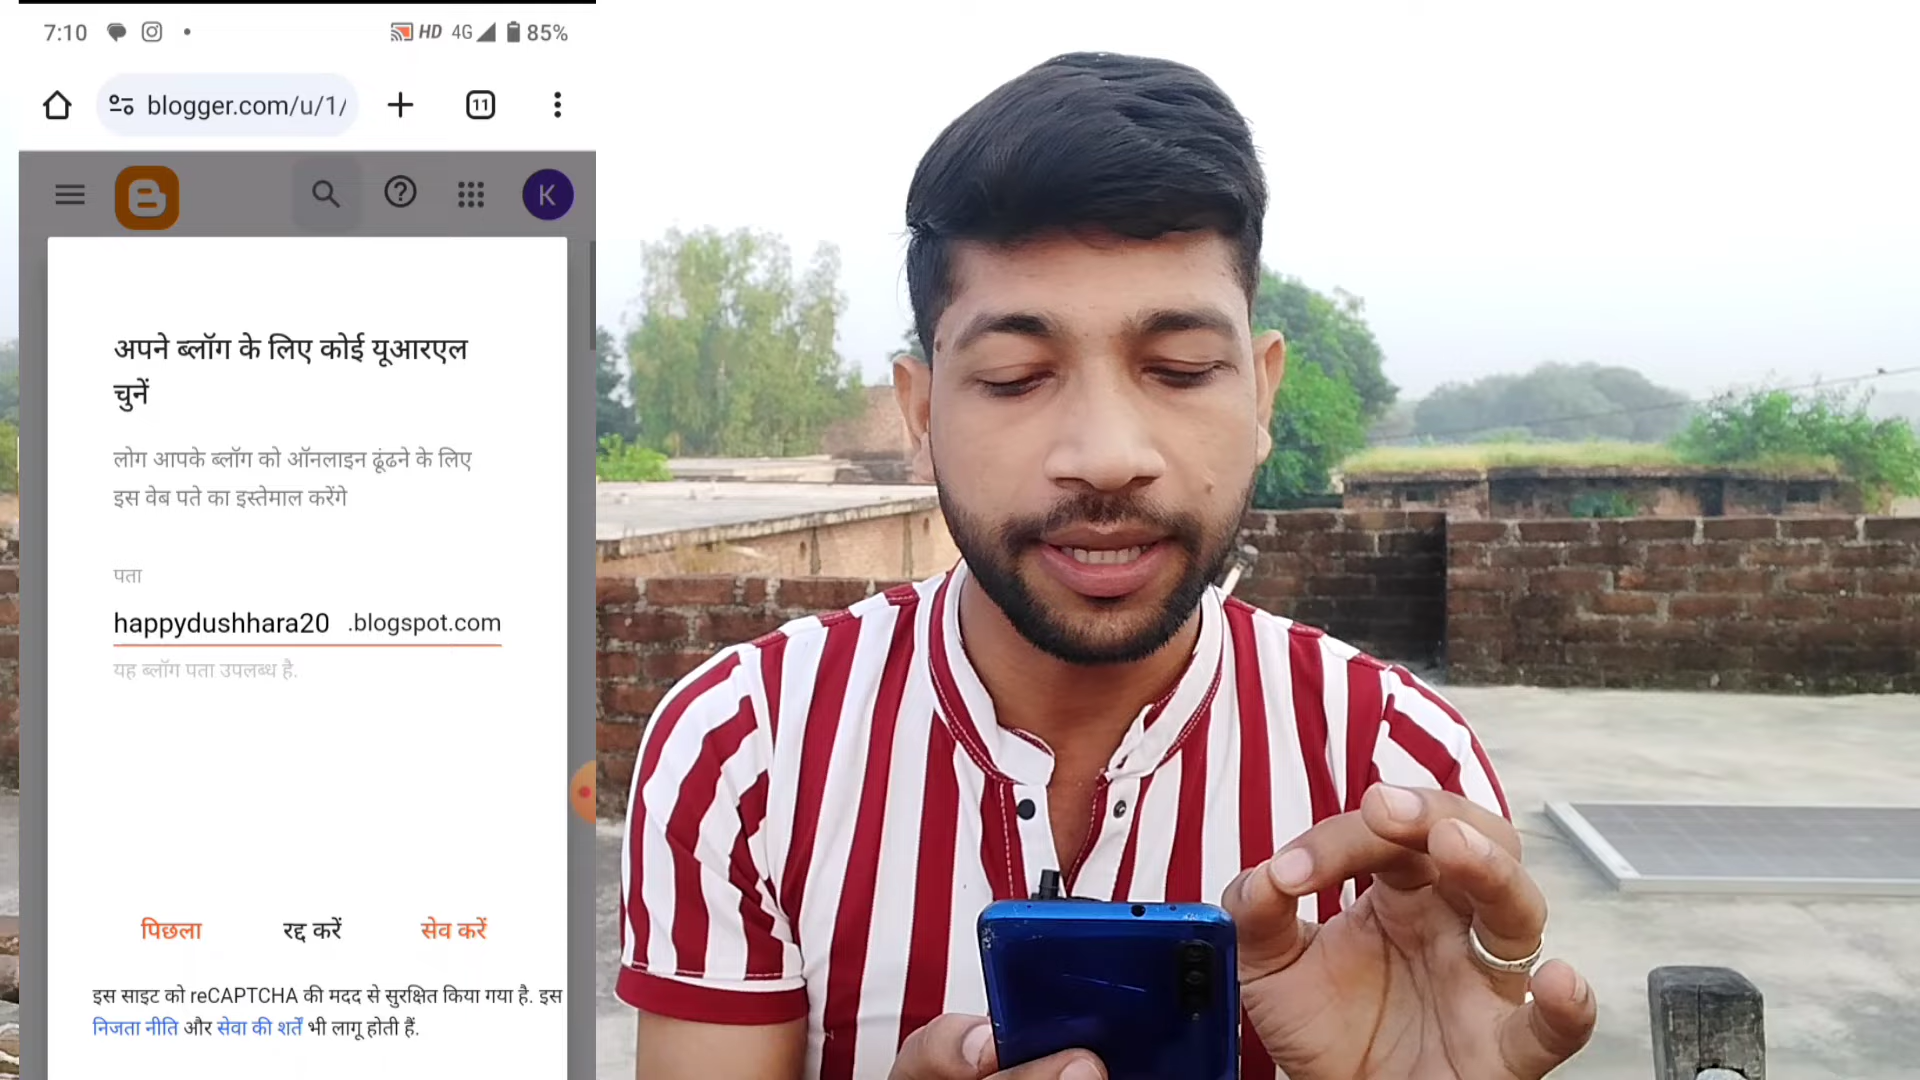 7:10 HD 4G 85%
blogger.com/u/1/ 11
K
अपने ब्लॉग के लिए कोई यूआरएल
चुनें
लोग आपके ब्लॉग को ऑनलाइन ढूंढने के लिए
इस वेब पते का इस्तेमाल करेंगे
पता
happydushhara20 .blogspot.com
यह ब्लॉग पता उपलब्ध है.
पिछला रद्द करें सेव करें
इस साइट को reCAPTCHA की मदद से सुरक्षित किया गया है. इस
निजता नीति और सेवा की शर्तें भी लागू होती हैं.